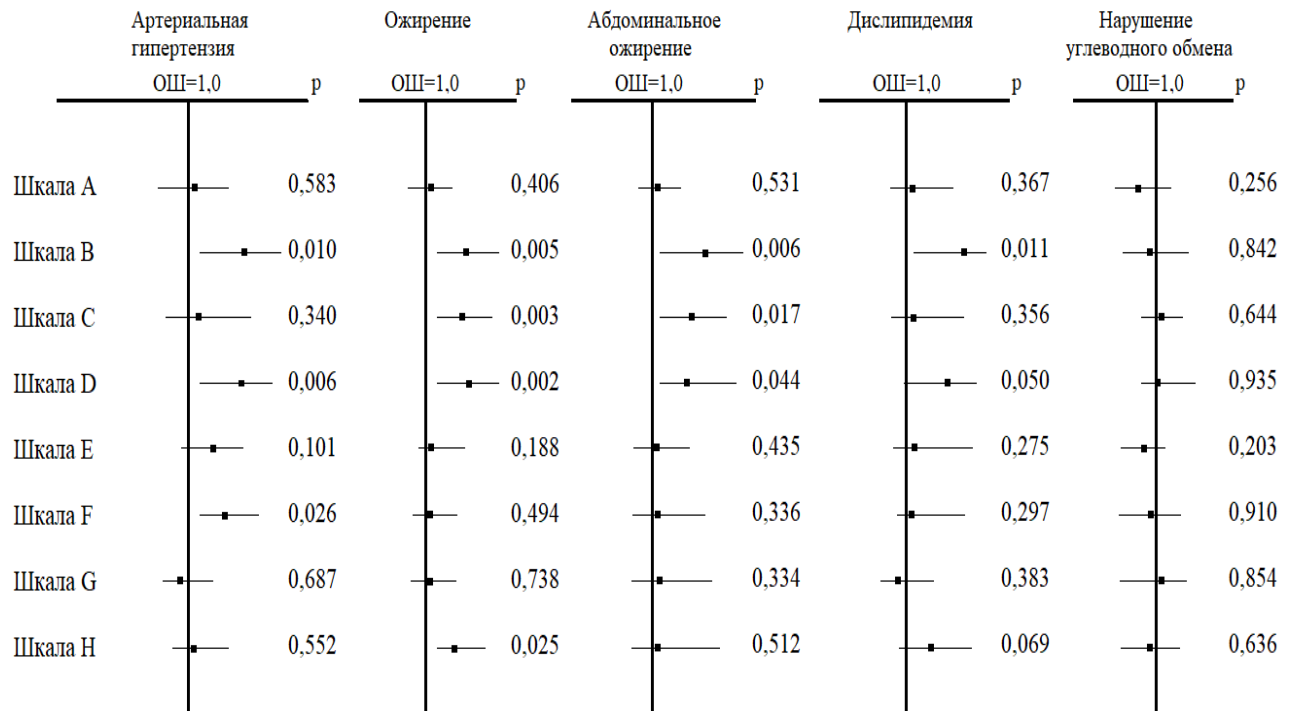 Артериальная гипертензия
Ожирение
Абдоминальное ожирение
Дислипидемия
Нарушение углеводного обмена
ОШ=1,0 p ОШ=1,0 p ОШ=1,0 p ОШ=1,0 p ОШ=1,0 p
Шкала A 0,583 0,406 0,531 0,367 0,256
Шкала B 0,010 0,005 0,006 0,011 0,842
Шкала C 0,340 0,003 0,017 0,356 0,644
Шкала D 0,006 0,002 0,044 0,050 0,935
Шкала E 0,101 0,188 0,435 0,275 0,203
Шкала F 0,026 0,494 0,336 0,297 0,910
Шкала G 0,687 0,738 0,334 0,383 0,854
Шкала H 0,552 0,025 0,512 0,069 0,636